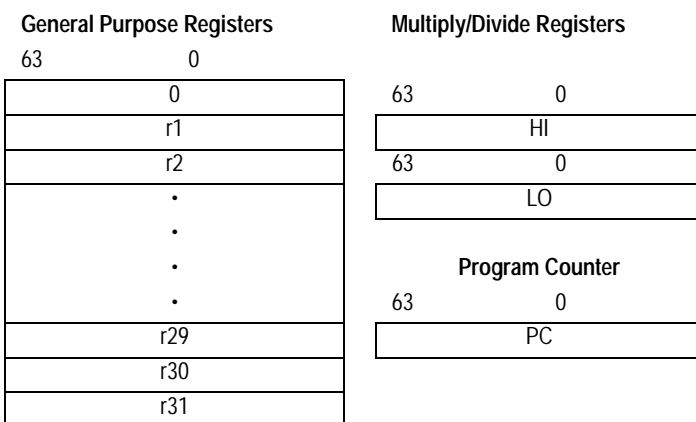 General Purpose Registers
63 0
0
r1
r2
•
•
•
•
r29
r30
r31
Multiply/Divide Registers
63 0
HI
63 0
LO
Program Counter
63 0
PC